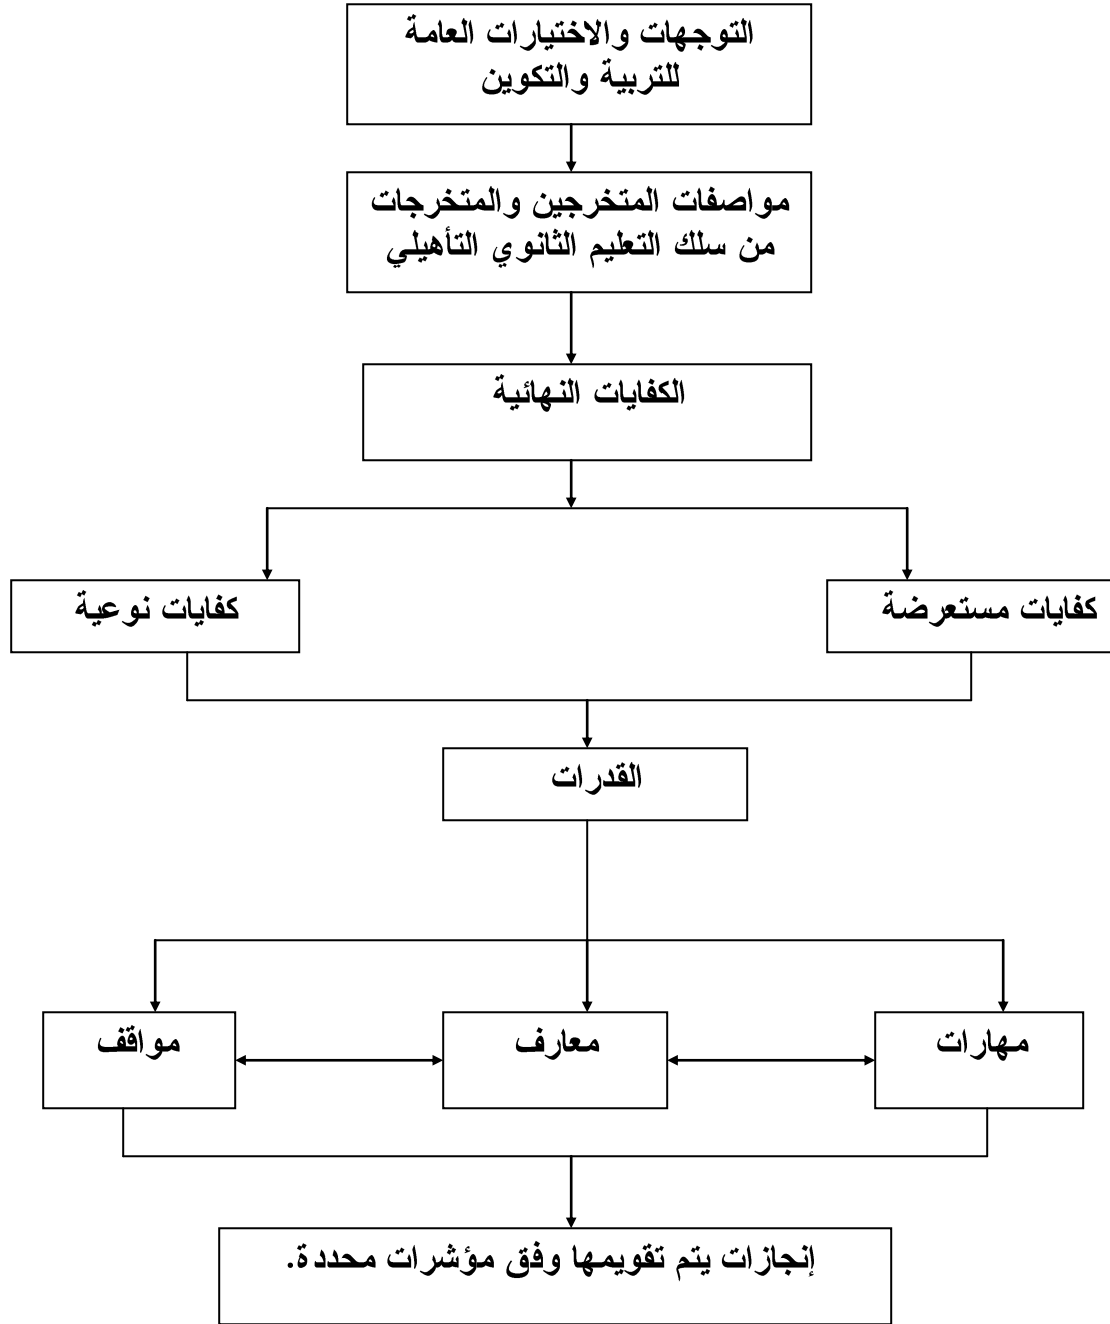 التوجهات والاختيارات العامة
للتربية والتكوين
مواصفات المتخرجين والمتخرجات
من سلك التعليم الثانوي التأهيلي
الكفايات النهائية
كفايات مستعرضة
كفايات نوعية
القدرات
مهارات
معارف
مواقف
إنجازات يتم تقويمها وفق مؤشرات محددة.